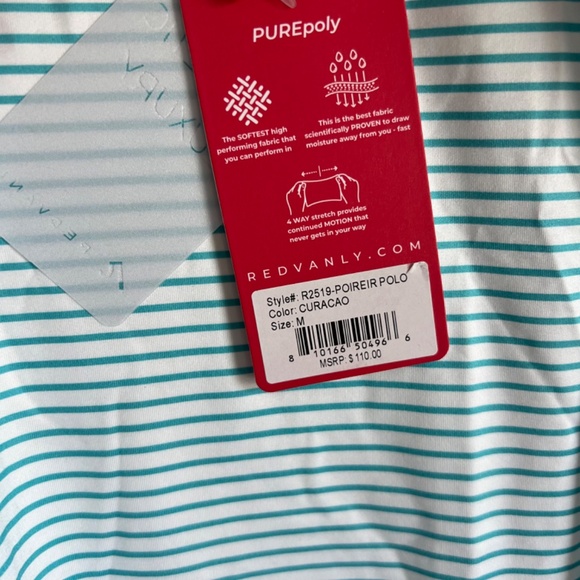 PUREpoly
The SOFTEST high
performing fabric that
you can perform in
This is the best fabric
scientifically PROVEN to draw
moisture away from you - fast
4 WAY stretch provides
continued MOTION that
never gets in your way
REDVANLY.COM
Style#: R2519-POIREIR POLO
Color: CURACAO
Size: M
8 10166 50496 6
MSRP: $110.00